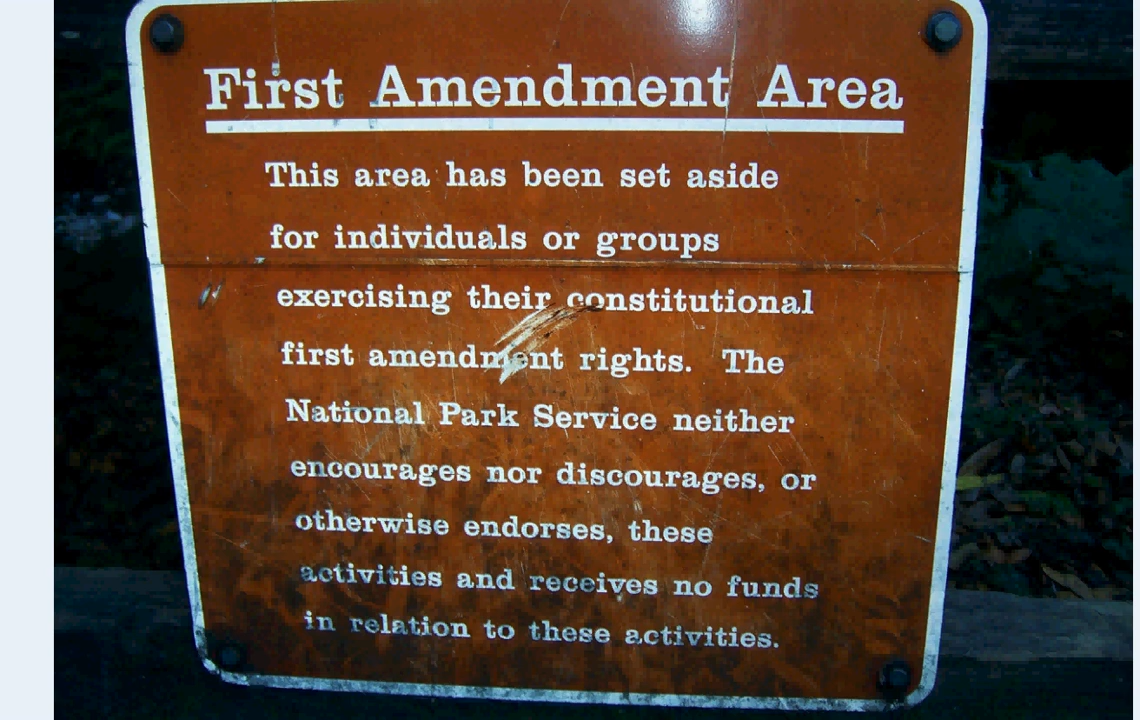 First Amendment Area
This area has been set aside
for individuals or groups
exercising their constitutional
first amendment rights. The
National Park Service neither
encourages nor discourages, or
otherwise endorses, these
activities and receives no funds
in relation to these activities.